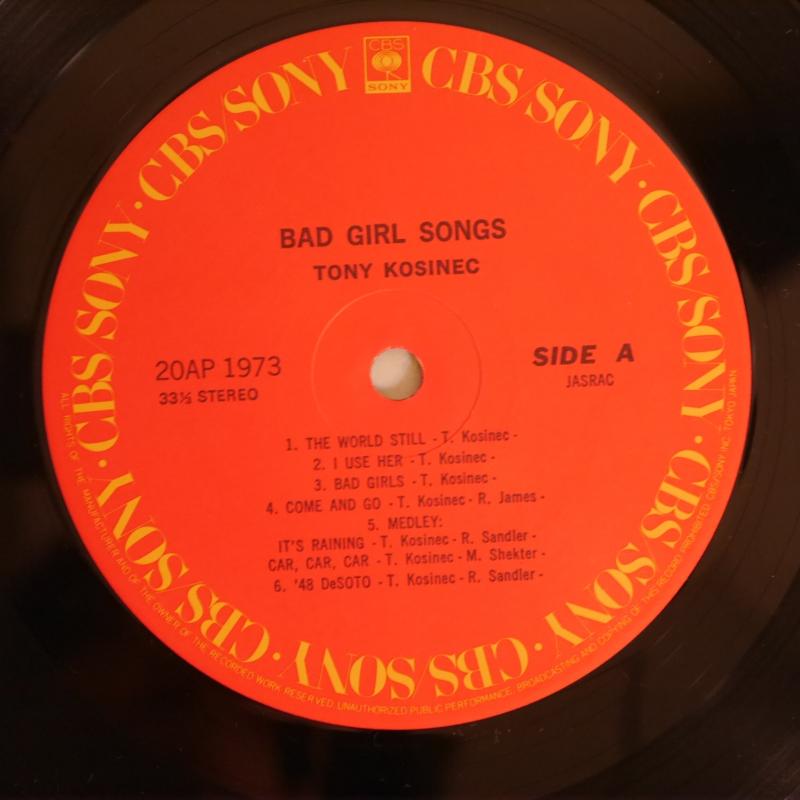 CBS
SONY
CBS/SONY · CBS/SONY · CBS/SONY · CBS/SONY · CBS/SONY · CBS/SONY · CBS/SONY · CBS/SONY · CBS/SONY · CBS/SONY
BAD GIRL SONGS
TONY KOSINEC
20AP 1973
33⅓ STEREO
SIDE A
JASRAC
1. THE WORLD STILL - T. Kosinec -
2. I USE HER - T. Kosinec -
3. BAD GIRLS - T. Kosinec -
4. COME AND GO - T. Kosinec - R. James -
5. MEDLEY:
IT'S RAINING - T. Kosinec - R. Sandler -
CAR, CAR, CAR - T. Kosinec - M. Shekter -
6. '48 DeSOTO - T. Kosinec - R. Sandler -
ALL RIGHTS OF THE MANUFACTURER AND OF THE OWNER OF THE RECORDED WORK RESERVED. UNAUTHORIZED PUBLIC PERFORMANCE, BROADCASTING AND COPYING OF THIS RECORD PROHIBITED CBS/SONY INC. TOKYO JAPAN